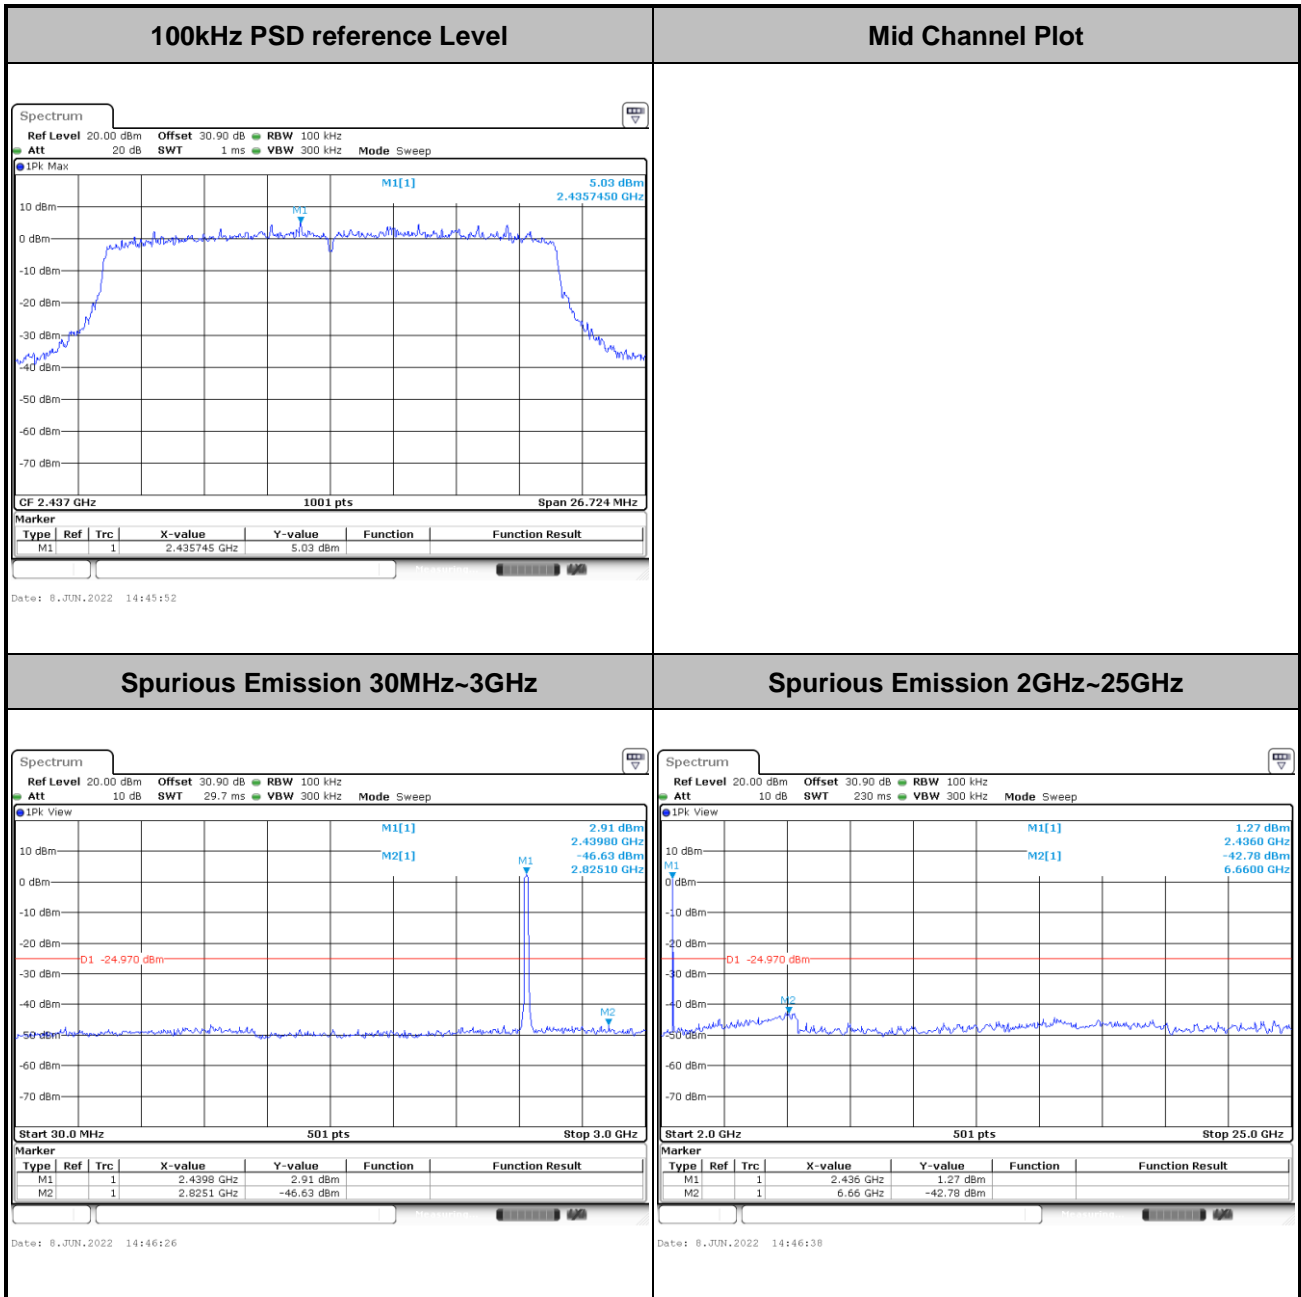 100kHz PSD reference Level
Mid Channel Plot
Spectrum
Ref Level 20.00 dBm Offset 30.90 dB RBW 100 kHz
Att 20 dB SWT 1 ms VBW 300 kHz Mode Sweep
1Pk Max
M1[1] 5.03 dBm
2.4357450 GHz
10 dBm
M1
0 dBm
-10 dBm
-20 dBm
-30 dBm
-40 dBm
-50 dBm
-60 dBm
-70 dBm
CF 2.437 GHz 1001 pts Span 26.724 MHz
Marker
Type Ref Trc X-value Y-value Function Function Result
M1 1 2.435745 GHz 5.03 dBm
Measuring...
Date: 8.JUN.2022 14:45:52
Spurious Emission 30MHz~3GHz
Spectrum
Ref Level 20.00 dBm Offset 30.90 dB RBW 100 kHz
Att 10 dB SWT 29.7 ms VBW 300 kHz Mode Sweep
1Pk View
M1[1] 2.91 dBm
2.43980 GHz
10 dBm
M2[1] -46.63 dBm
2.82510 GHz
M1
0 dBm
-10 dBm
-20 dBm
D1 -24.970 dBm
-30 dBm
-40 dBm
M2
-50 dBm
-60 dBm
-70 dBm
Start 30.0 MHz 501 pts Stop 3.0 GHz
Marker
Type Ref Trc X-value Y-value Function Function Result
M1 1 2.4398 GHz 2.91 dBm
M2 1 2.8251 GHz -46.63 dBm
Measuring...
Date: 8.JUN.2022 14:46:26
Spurious Emission 2GHz~25GHz
Spectrum
Ref Level 20.00 dBm Offset 30.90 dB RBW 100 kHz
Att 10 dB SWT 230 ms VBW 300 kHz Mode Sweep
1Pk View
M1[1] 1.27 dBm
2.4360 GHz
10 dBm
M2[1] -42.78 dBm
6.6600 GHz
M1
0 dBm
-10 dBm
-20 dBm
D1 -24.970 dBm
-30 dBm
-40 dBm
M2
-50 dBm
-60 dBm
-70 dBm
Start 2.0 GHz 501 pts Stop 25.0 GHz
Marker
Type Ref Trc X-value Y-value Function Function Result
M1 1 2.436 GHz 1.27 dBm
M2 1 6.66 GHz -42.78 dBm
Measuring...
Date: 8.JUN.2022 14:46:38